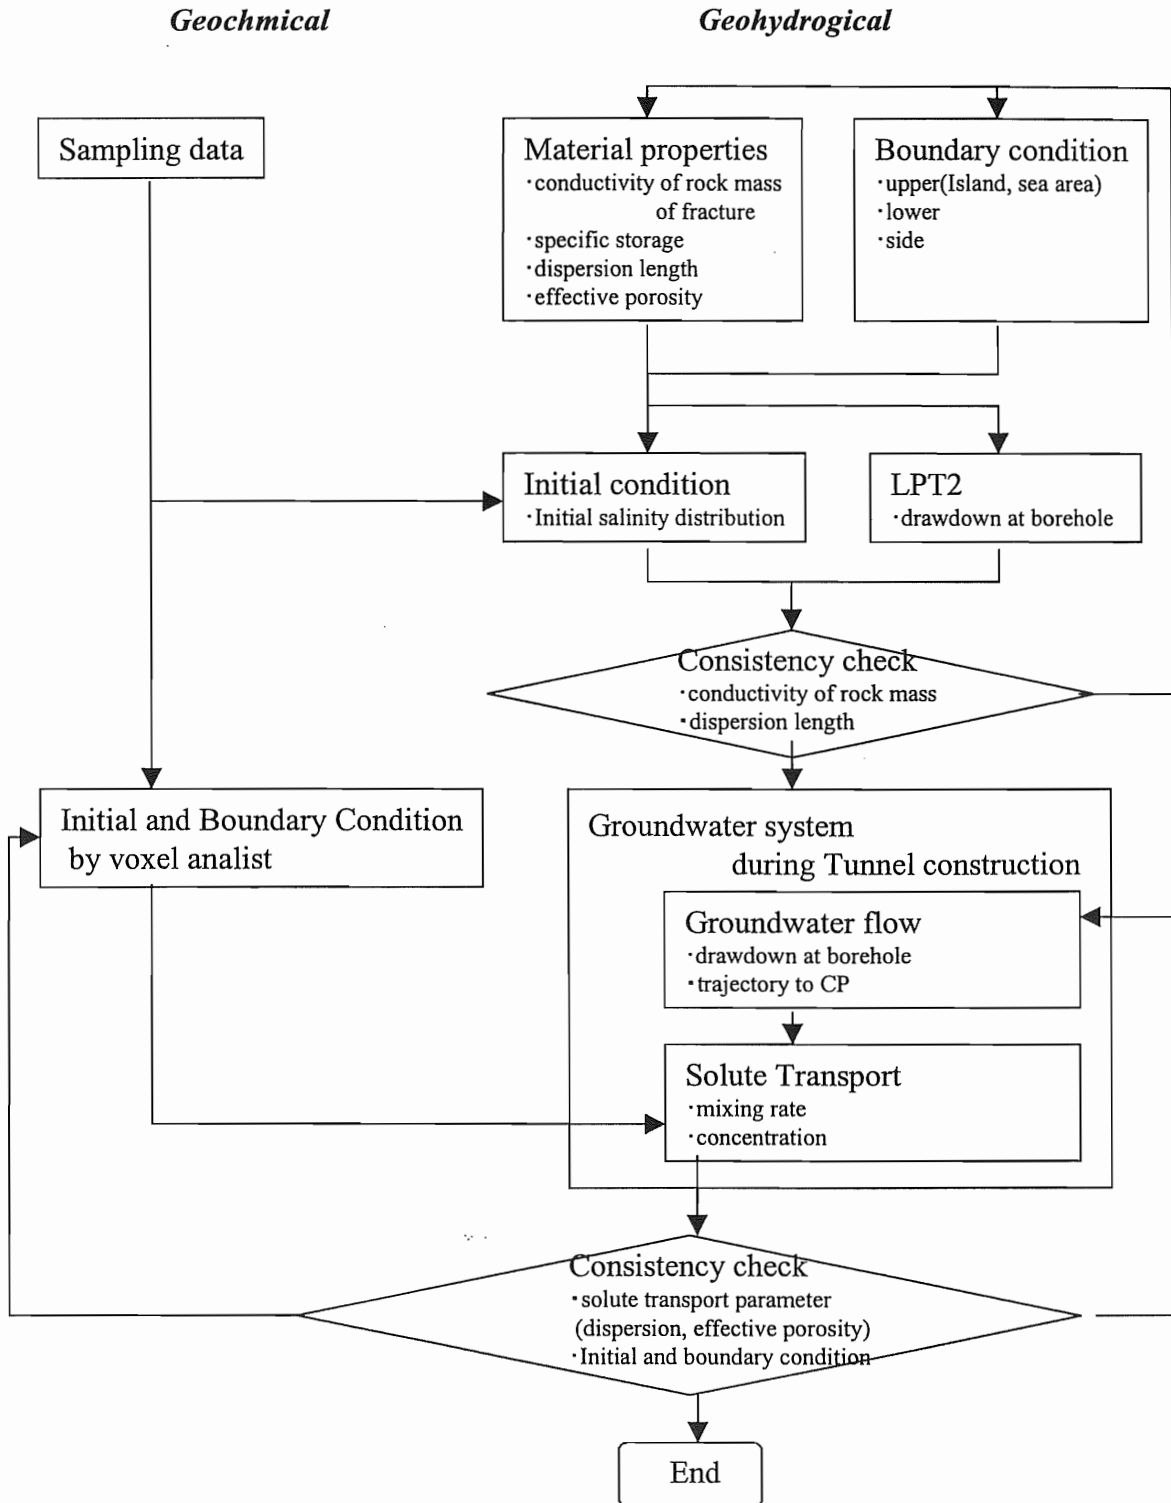 Geochmical
Geohydrogical
Sampling data
Material properties
·conductivity of rock mass
of fracture
·specific storage
·dispersion length
·effective porosity
Boundary condition
·upper(Island, sea area)
·lower
·side
Initial condition
·Initial salinity distribution
LPT2
·drawdown at borehole
Consistency check
·conductivity of rock mass
·dispersion length
Initial and Boundary Condition
by voxel analist
Groundwater system
during Tunnel construction
Groundwater flow
·drawdown at borehole
·trajectory to CP
Solute Transport
·mixing rate
·concentration
Consistency check
·solute transport parameter
(dispersion, effective porosity)
·Initial and boundary condition
End